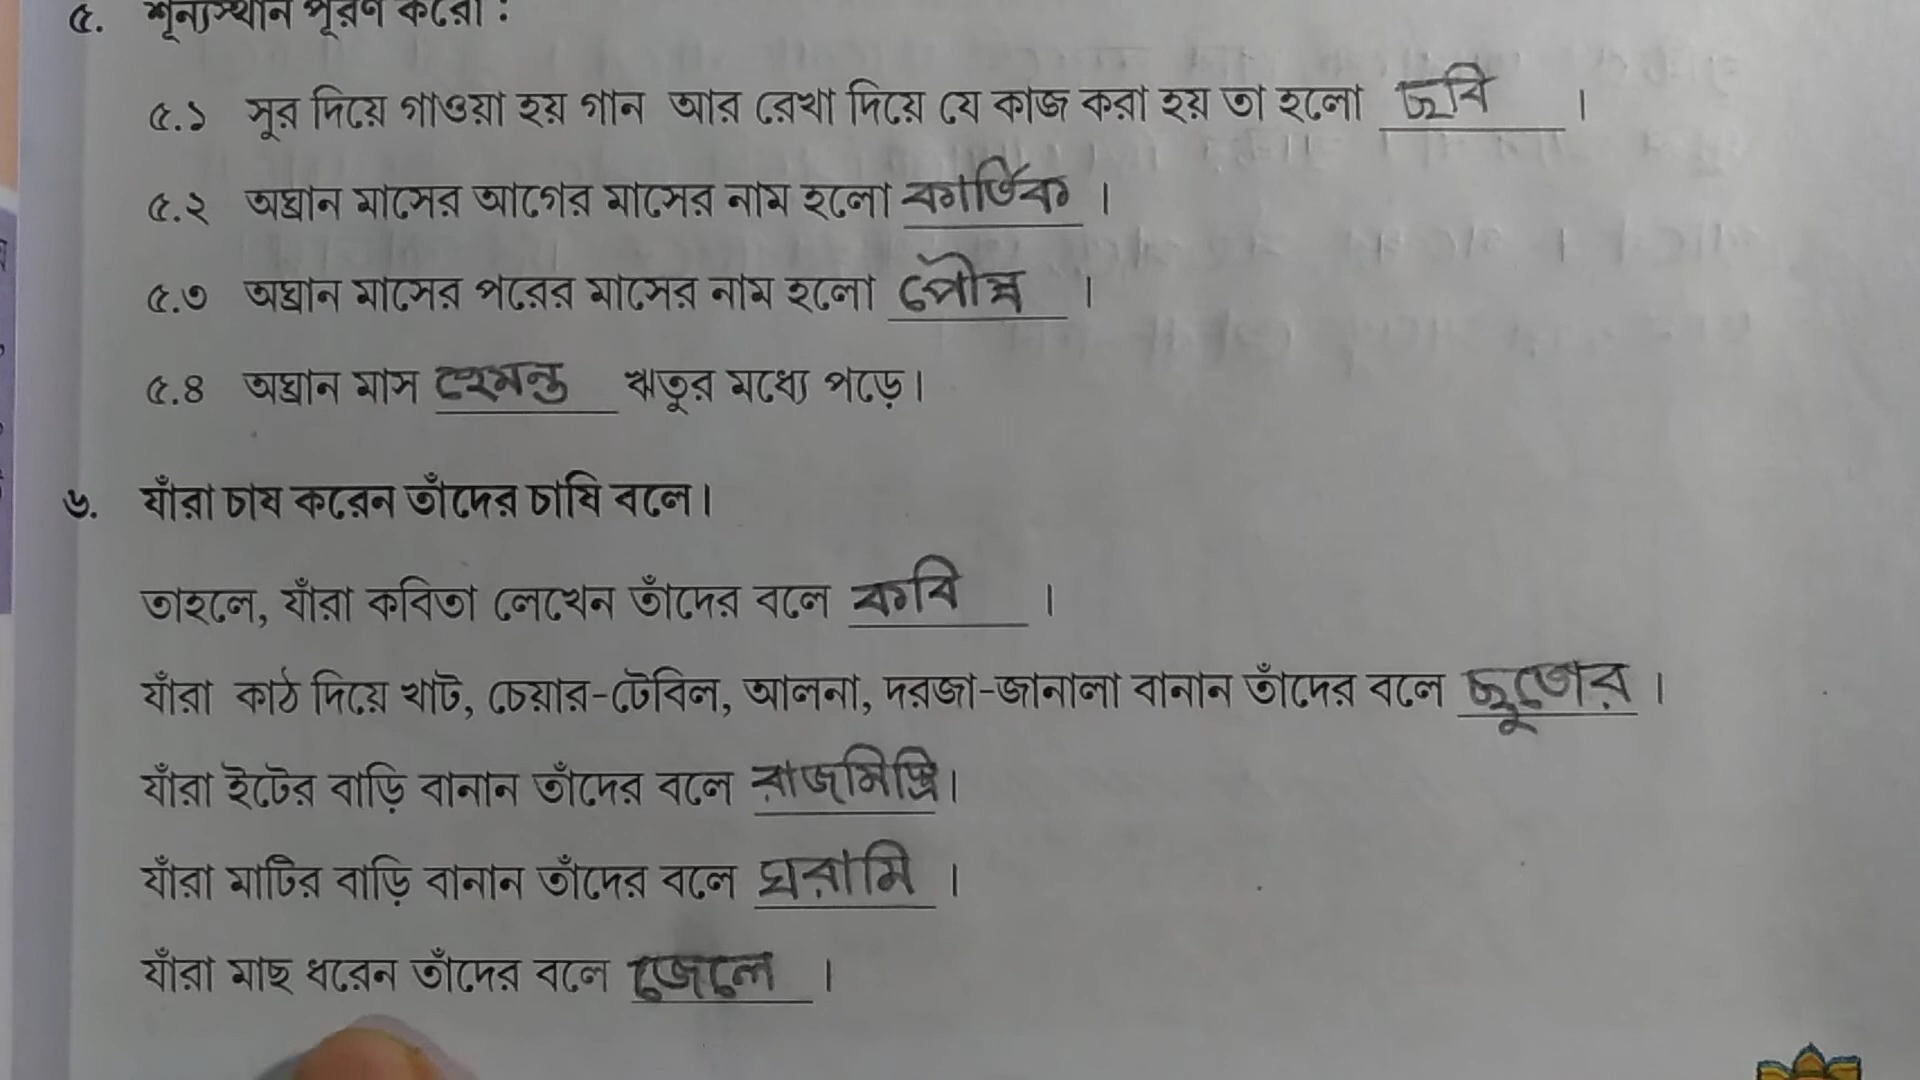 ৫. শূন্যস্থান পূরণ করো :
৫.১ সুর দিয়ে গাওয়া হয় গান আর রেখা দিয়ে যে কাজ করা হয় তা হলো ছবি ।
৫.২ অঘ্রান মাসের আগের মাসের নাম হলো কার্তিক ।
৫.৩ অঘ্রান মাসের পরের মাসের নাম হলো পৌষ ।
৫.৪ অঘ্রান মাস হেমন্ত ঋতুর মধ্যে পড়ে।
৬. যাঁরা চাষ করেন তাঁদের চাষি বলে।
তাহলে, যাঁরা কবিতা লেখেন তাঁদের বলে কবি ।
যাঁরা কাঠ দিয়ে খাট, চেয়ার-টেবিল, আলনা, দরজা-জানালা বানান তাঁদের বলে ছুতোর ।
যাঁরা ইটের বাড়ি বানান তাঁদের বলে রাজমিস্ত্রি।
যাঁরা মাটির বাড়ি বানান তাঁদের বলে ঘরামি ।
যাঁরা মাছ ধরেন তাঁদের বলে জেলে ।